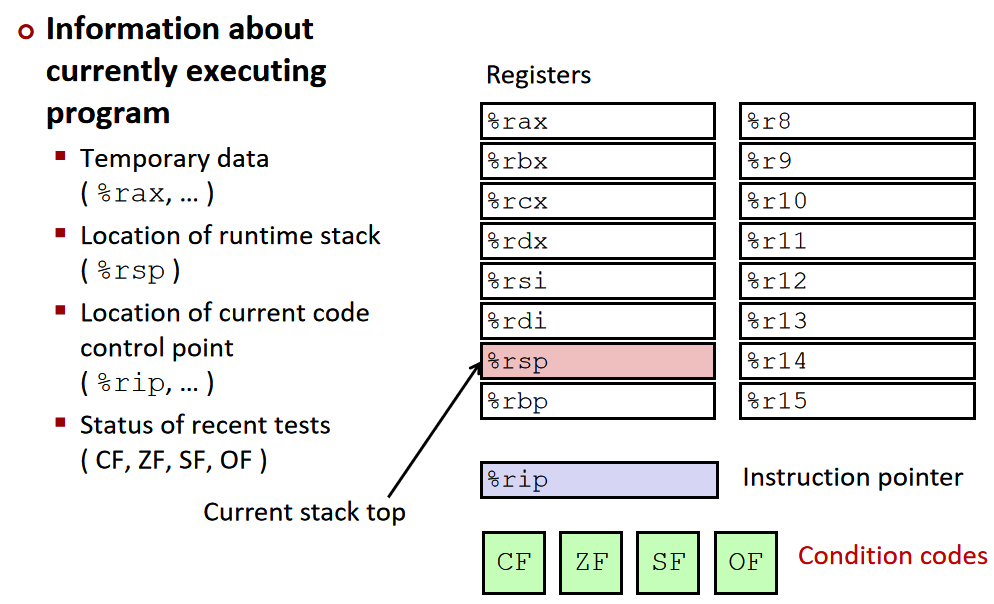 Information about
currently executing
program
Temporary data
( %rax, … )
Location of runtime stack
( %rsp )
Location of current code
control point
( %rip, … )
Status of recent tests
( CF, ZF, SF, OF )
Current stack top
Registers
%rax
%rbx
%rcx
%rdx
%rsi
%rdi
%rsp
%rbp
%r8
%r9
%r10
%r11
%r12
%r13
%r14
%r15
%rip
Instruction pointer
CF
ZF
SF
OF
Condition codes